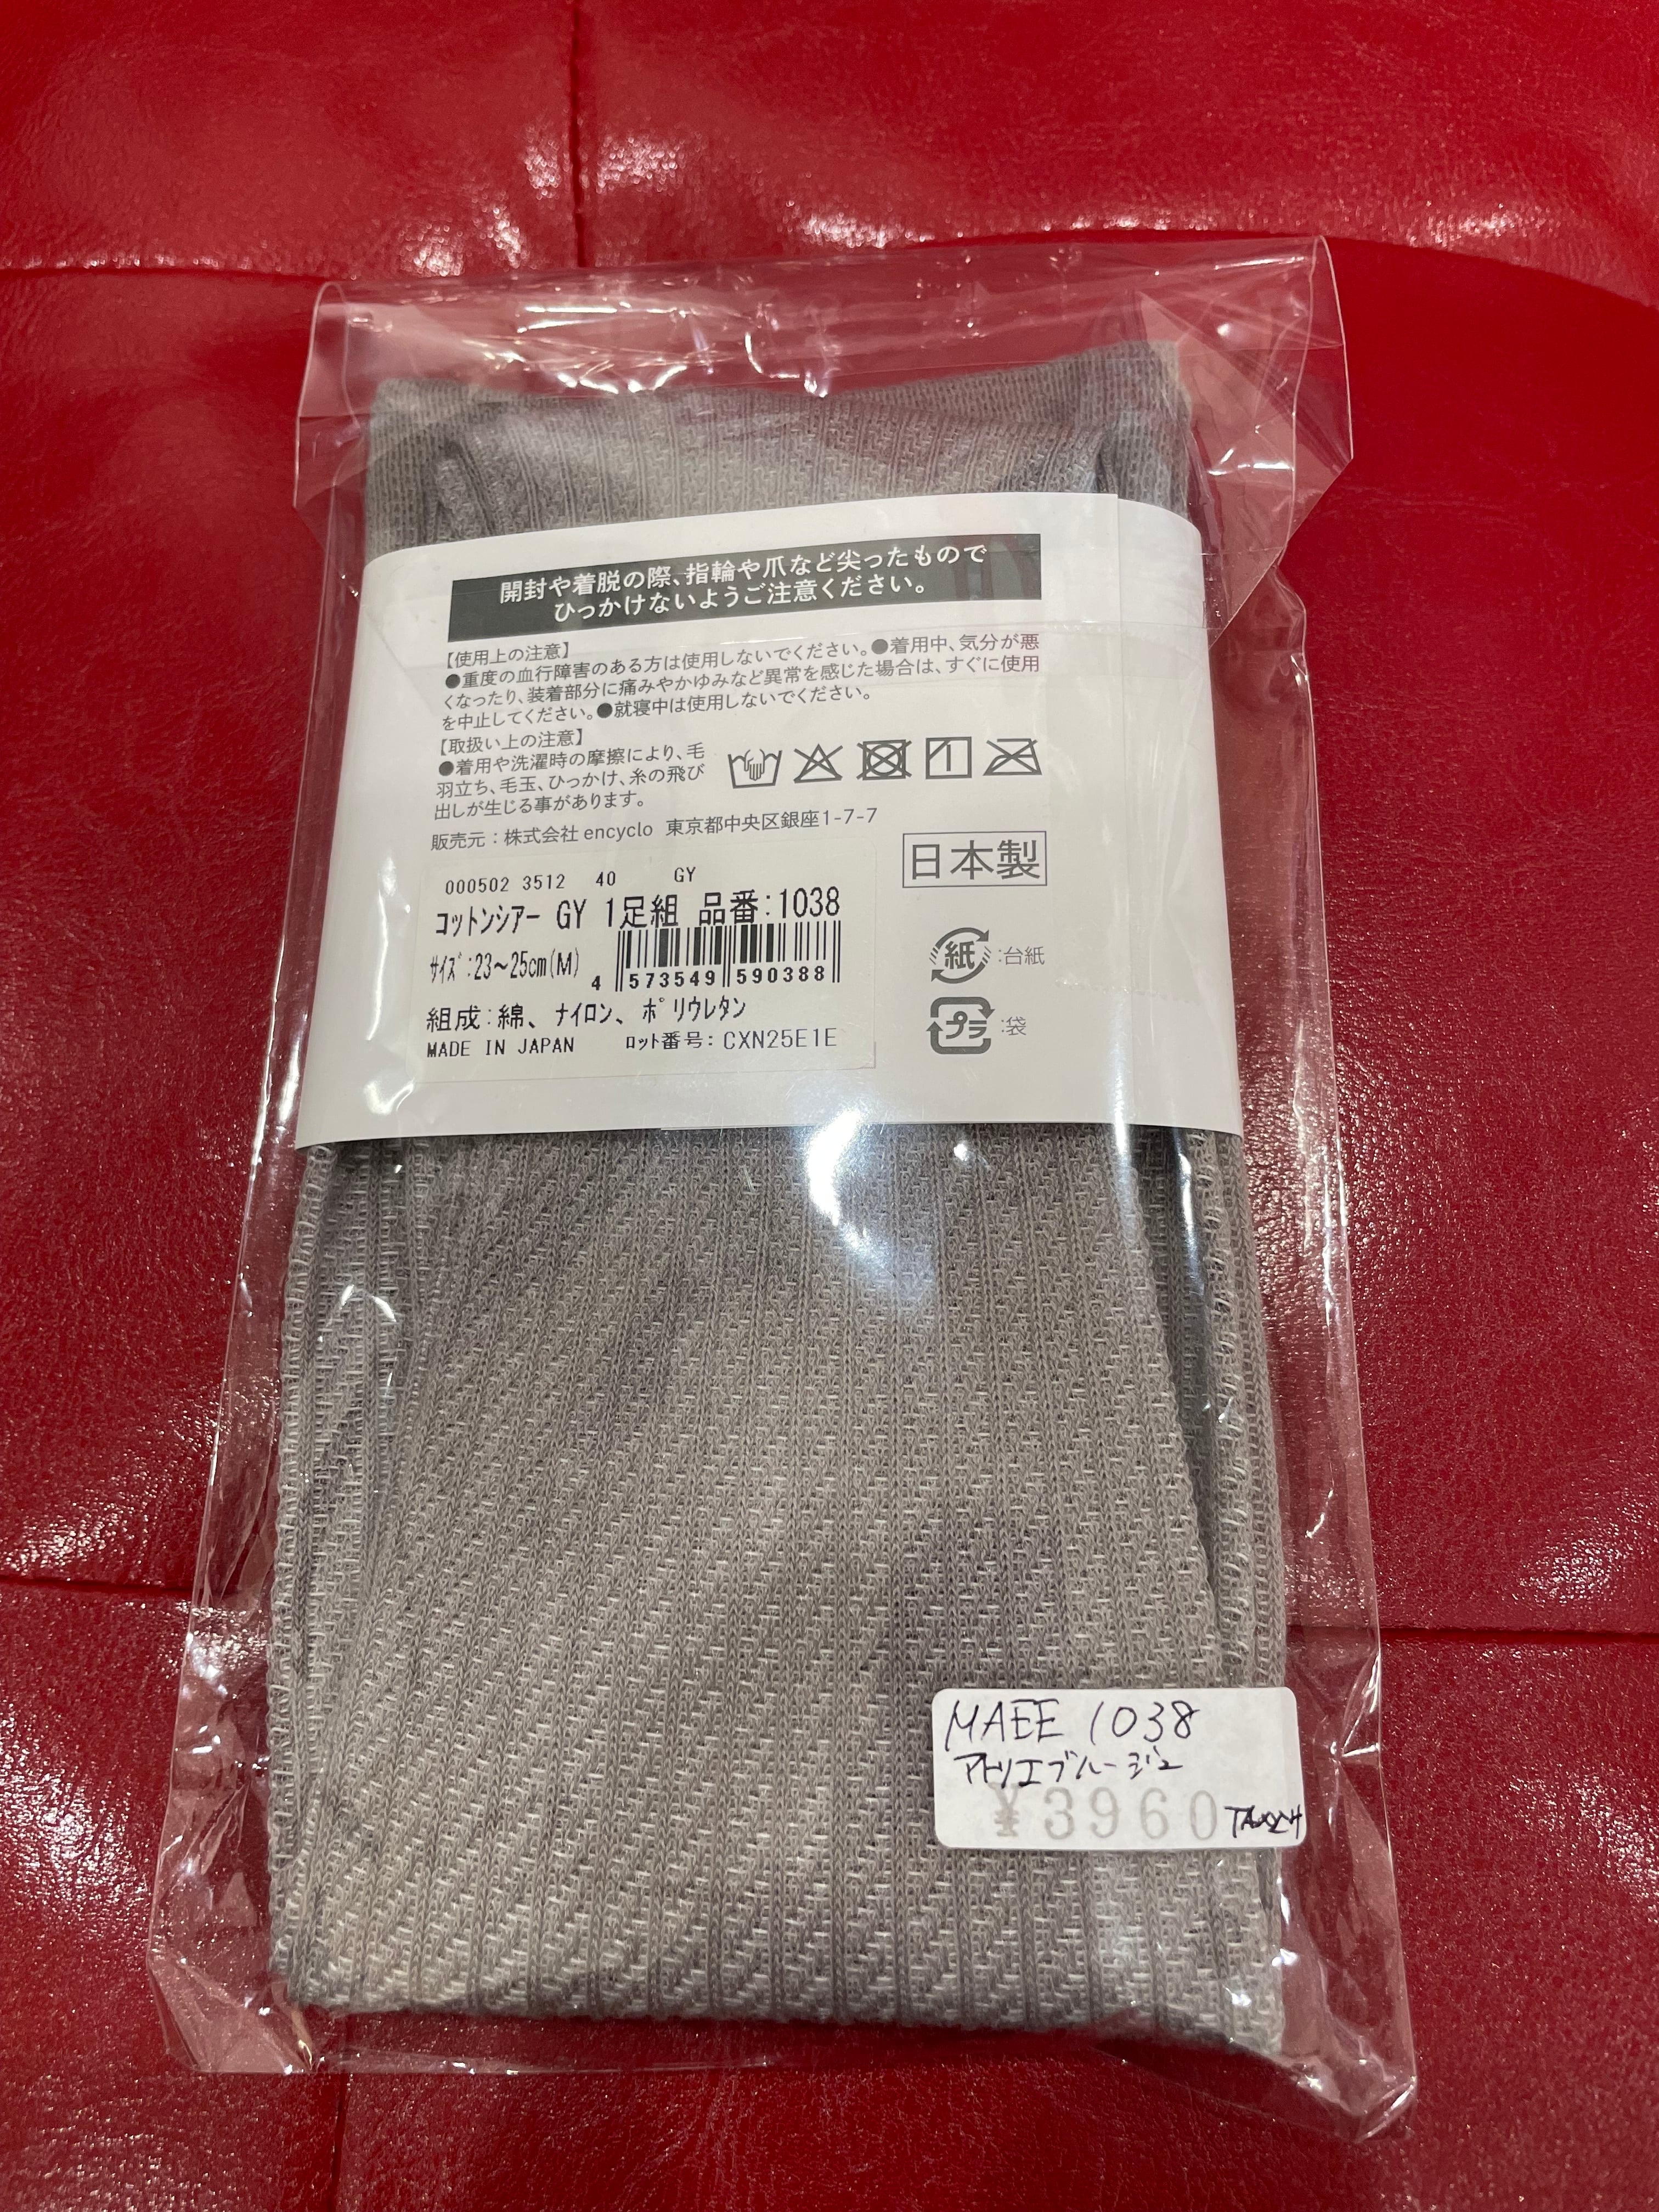 開封や着脱の際、指輪や爪など尖ったもので
ひっかけないようご注意ください。
【使用上の注意】
●重度の血行障害のある方は使用しないでください。●着用中、気分が悪
くなったり、装着部分に痛みやかゆみなど異常を感じた場合は、すぐに使用
を中止してください。●就寝中は使用しないでください。
【取扱い上の注意】
●着用や洗濯時の摩擦により、毛
羽立ち、毛玉、ひっかけ、糸の飛び
出しが生じる事があります。
販売元：株式会社 encyclo 東京都中央区銀座1-7-7
日本製
000502 3512 40 GY
コットンシアー GY 1足組 品番:1038
ｻｲｽﾞ:23～25cm(M)
4 573549 590388
組成:綿、ナイロン、ポリウレタン
MADE IN JAPAN ﾛｯﾄ番号: CXN25E1E
紙 :台紙
プラ :袋
MAEE 1038
アトリエブルージュ
¥3960